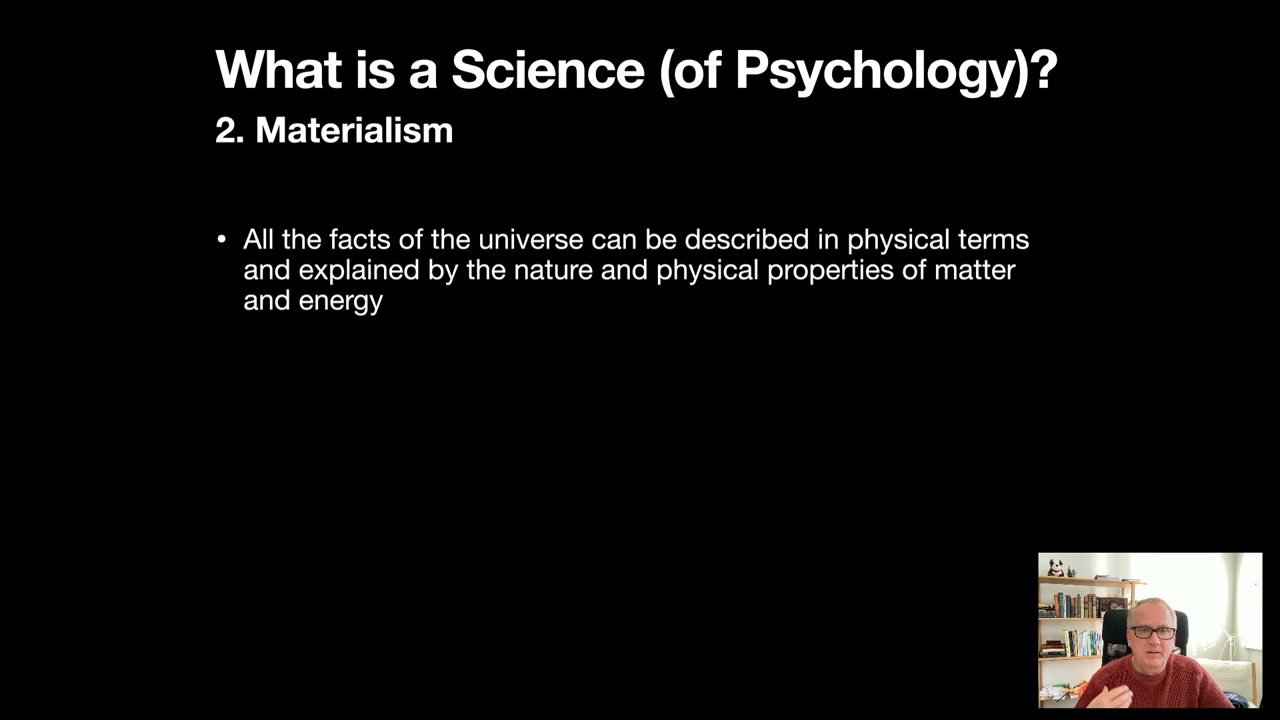 What is a Science (of Psychology)?
2. Materialism
• All the facts of the universe can be described in physical terms
and explained by the nature and physical properties of matter
and energy